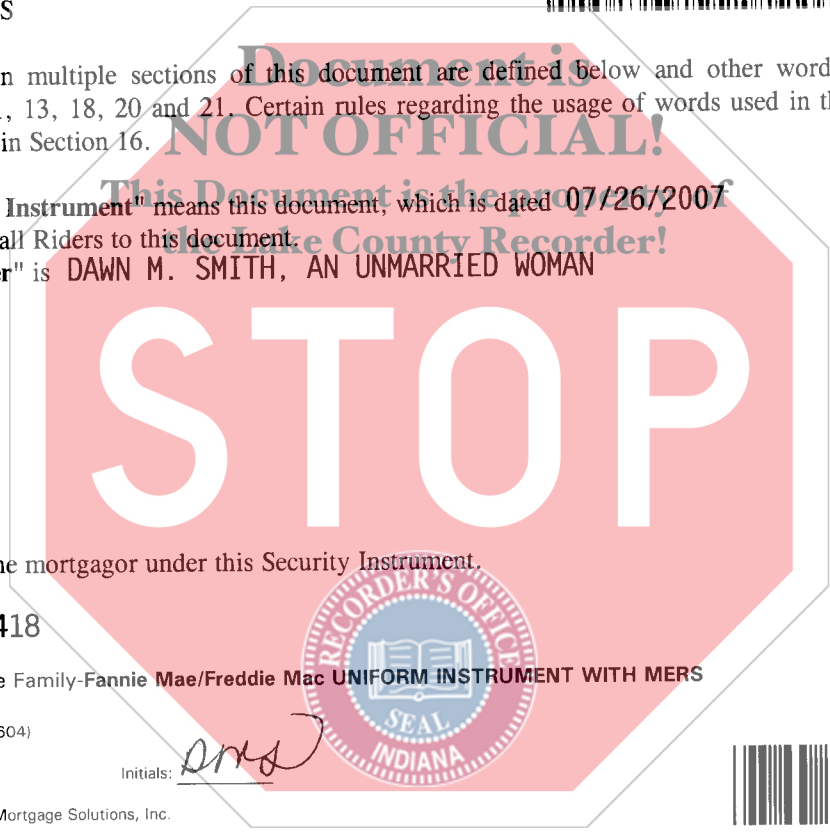 S
n multiple sections of this document are defined below and other word
, 13, 18, 20 and 21. Certain rules regarding the usage of words used in th
in Section 16.
Document is
NOT OFFICIAL!
This Document is the property of
the Lake County Recorder!
Instrument" means this document, which is dated 07/26/2007
all Riders to this document.
r" is DAWN M. SMITH, AN UNMARRIED WOMAN
STOP
he mortgagor under this Security Instrument.
418
e Family-Fannie Mae/Freddie Mac UNIFORM INSTRUMENT WITH MERS
604)
RECORDER'S OFFICE
SEAL
INDIANA
Initials: DMS
Mortgage Solutions, Inc.